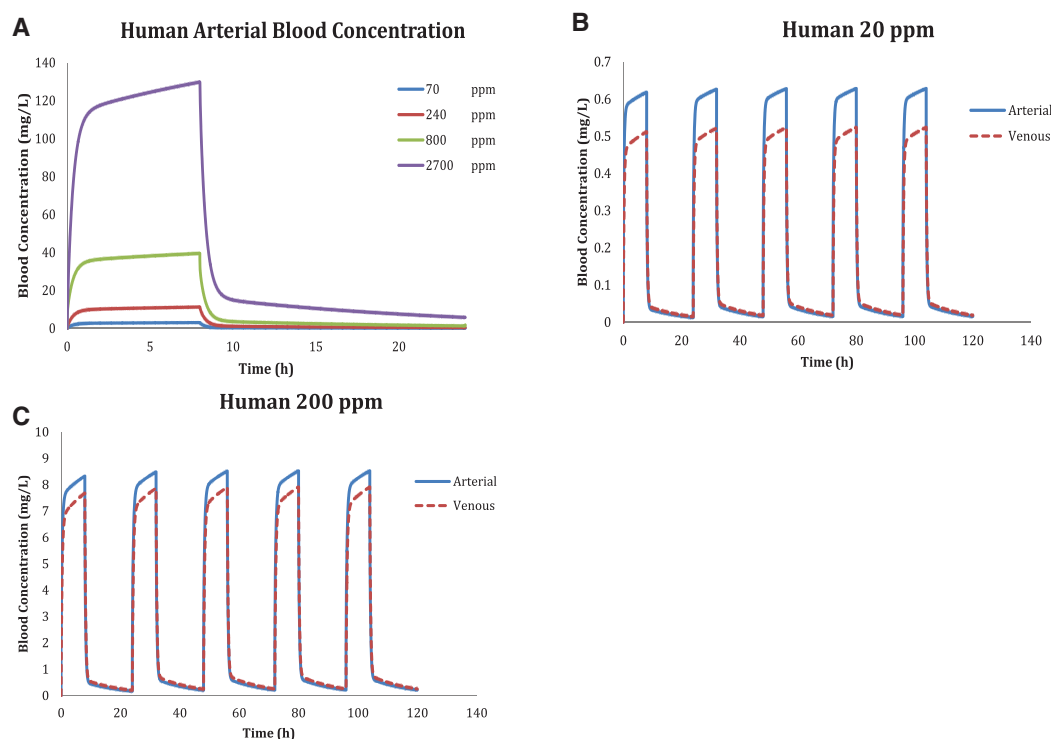 A
Human Arterial Blood Concentration
Blood Concentration (mg/L)
140
120
100
80
60
40
20
0
0 5 10 15 20
Time (h)
70 ppm
240 ppm
800 ppm
2700 ppm
B
Human 20 ppm
Blood Concentration (mg/L)
0.7
0.6
0.5
0.4
0.3
0.2
0.1
0
0 20 40 60 80 100 120 140
Time (h)
Arterial
Venous
C
Human 200 ppm
Blood Concentration (mg/L)
10
9
8
7
6
5
4
3
2
1
0
0 20 40 60 80 100 120 140
Time (h)
Arterial
Venous